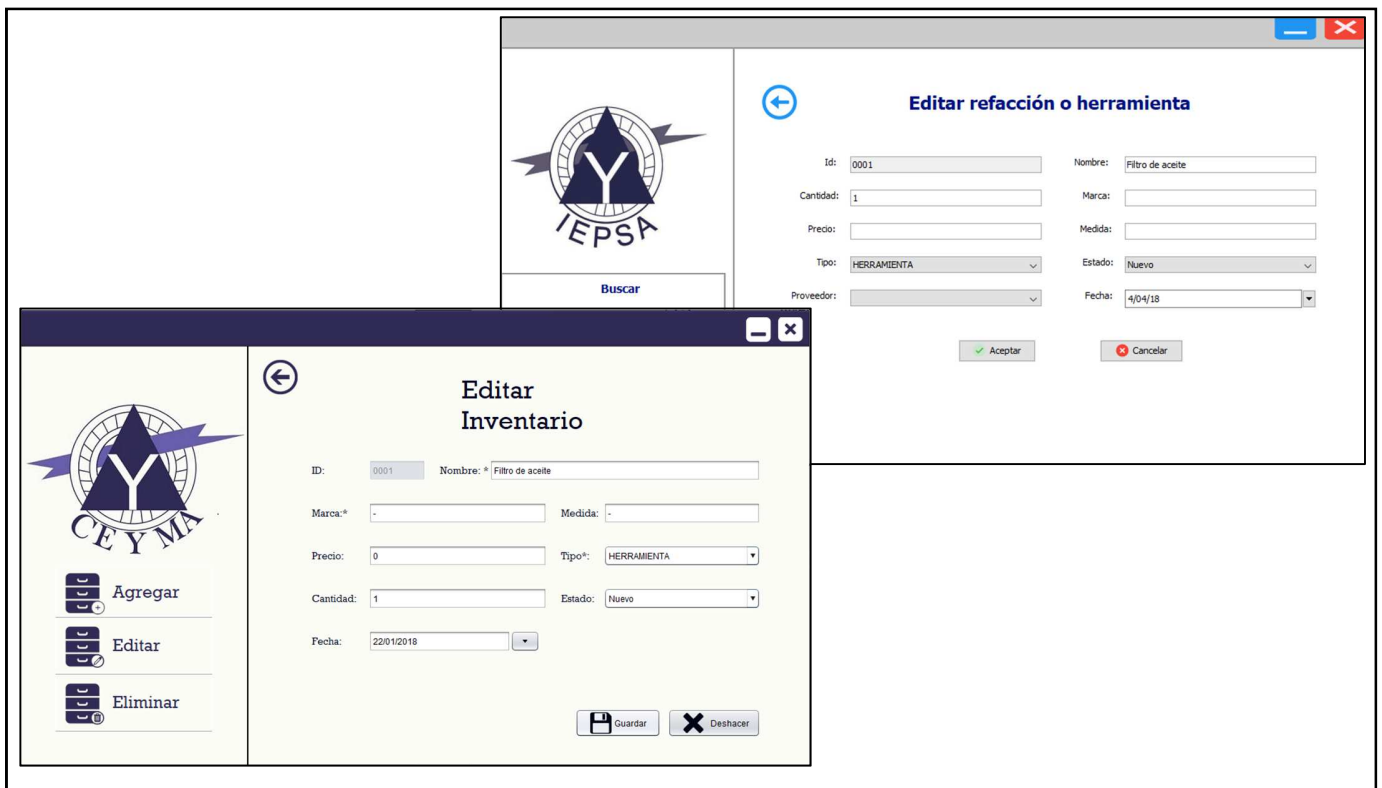 Editar refacción o herramienta
Id: 0001 Nombre: Filtro de aceite
Cantidad: 1 Marca:
Precio: Medida:
Tipo: HERRAMIENTA Estado: Nuevo
Proveedor: Fecha: 4/04/18
Aceptar Cancelar
Y
IEPSA
Buscar
Editar
Inventario
ID: 0001 Nombre: * Filtro de aceite
Marca:* - Medida: -
Precio: 0 Tipo*: HERRAMIENTA
Cantidad: 1 Estado: Nuevo
Fecha: 22/01/2018
Guardar Deshacer
Y
CEYMA
Agregar
Editar
Eliminar